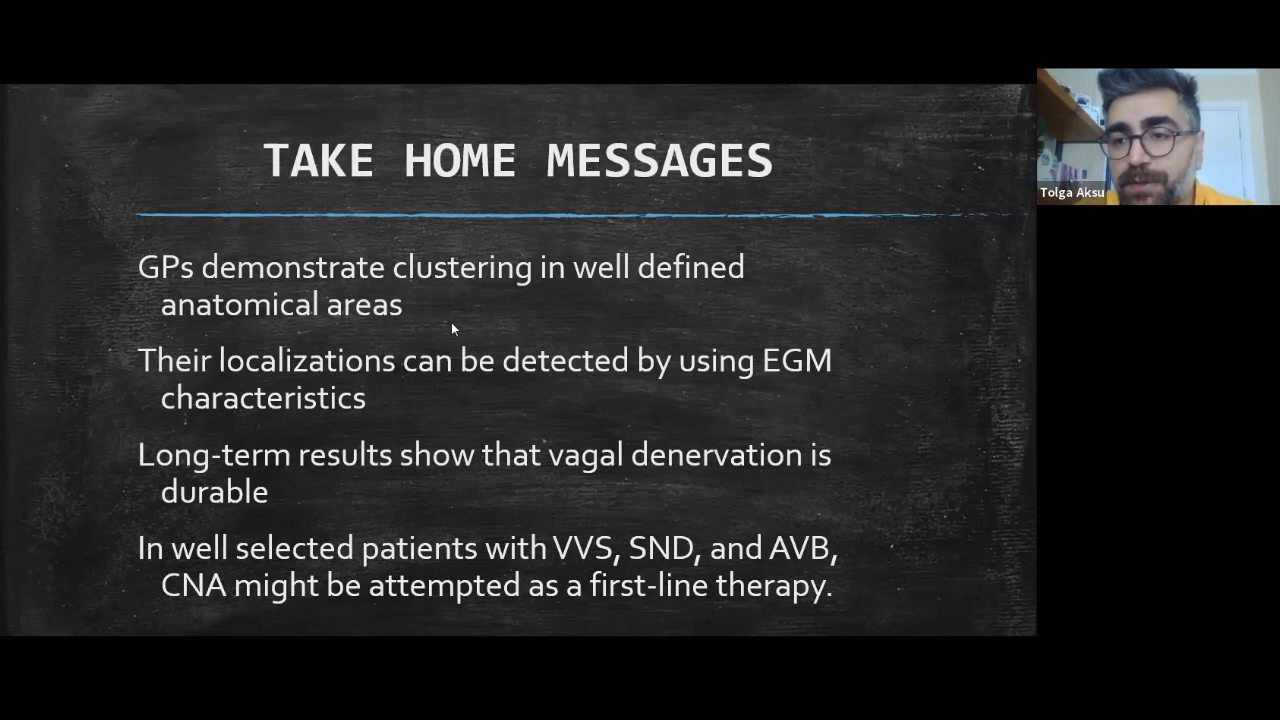 TAKE HOME MESSAGES
GPs demonstrate clustering in well defined
anatomical areas
Their localizations can be detected by using EGM
characteristics
Long-term results show that vagal denervation is
durable
In well selected patients with VVS, SND, and AVB,
CNA might be attempted as a first-line therapy.
Tolga Aksu